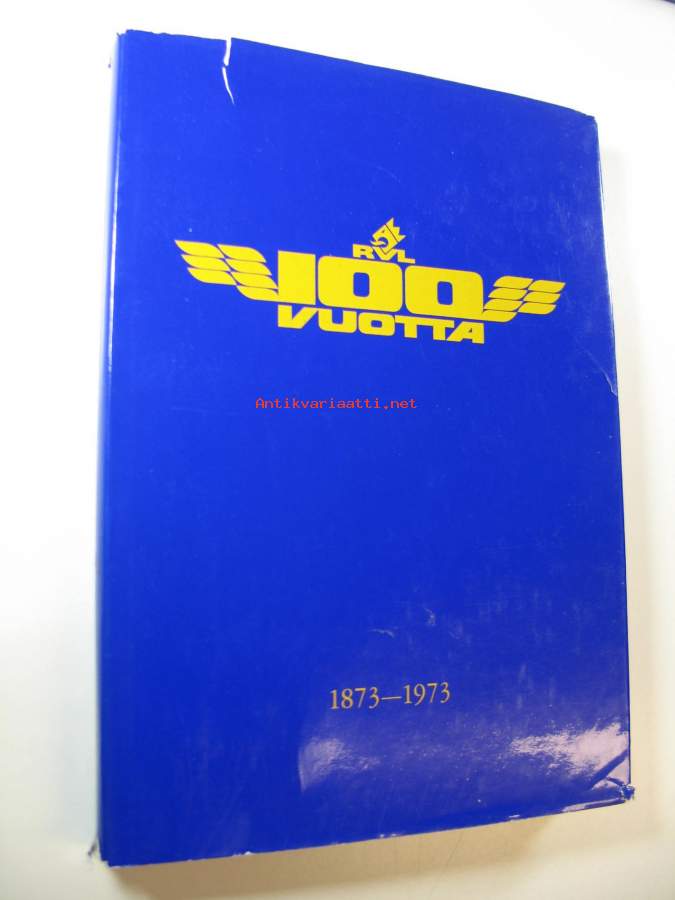 RVL
100
VUOTTA
Antikvariaatti.net
1873—1973